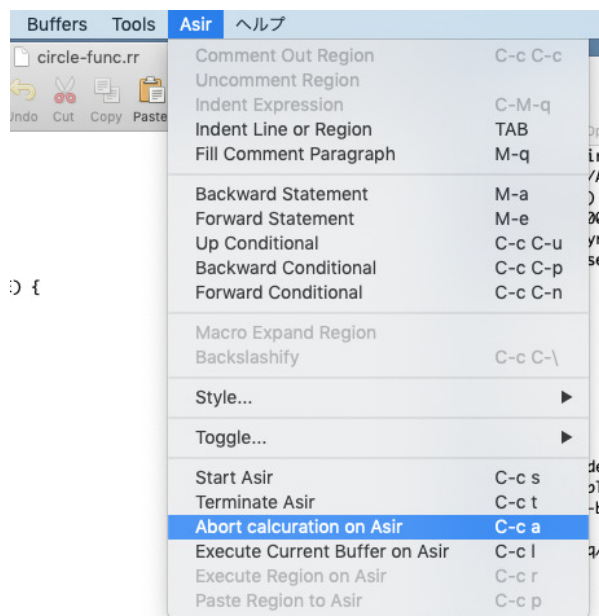 Buffers Tools Asir ヘルプ
circle-func.rr
Cut Copy Paste
) {
Comment Out Region C-c C-c
Uncomment Region
Indent Expression C-M-q
Indent Line or Region TAB
Fill Comment Paragraph M-q
Backward Statement M-a
Forward Statement M-e
Up Conditional C-c C-u
Backward Conditional C-c C-p
Forward Conditional C-c C-n
Macro Expand Region
Backslashify C-c C-\
Style... ▶
Toggle... ▶
Start Asir C-c s
Terminate Asir C-c t
Abort calcuration on Asir C-c a
Execute Current Buffer on Asir C-c l
Execute Region on Asir C-c r
Paste Region to Asir C-c p